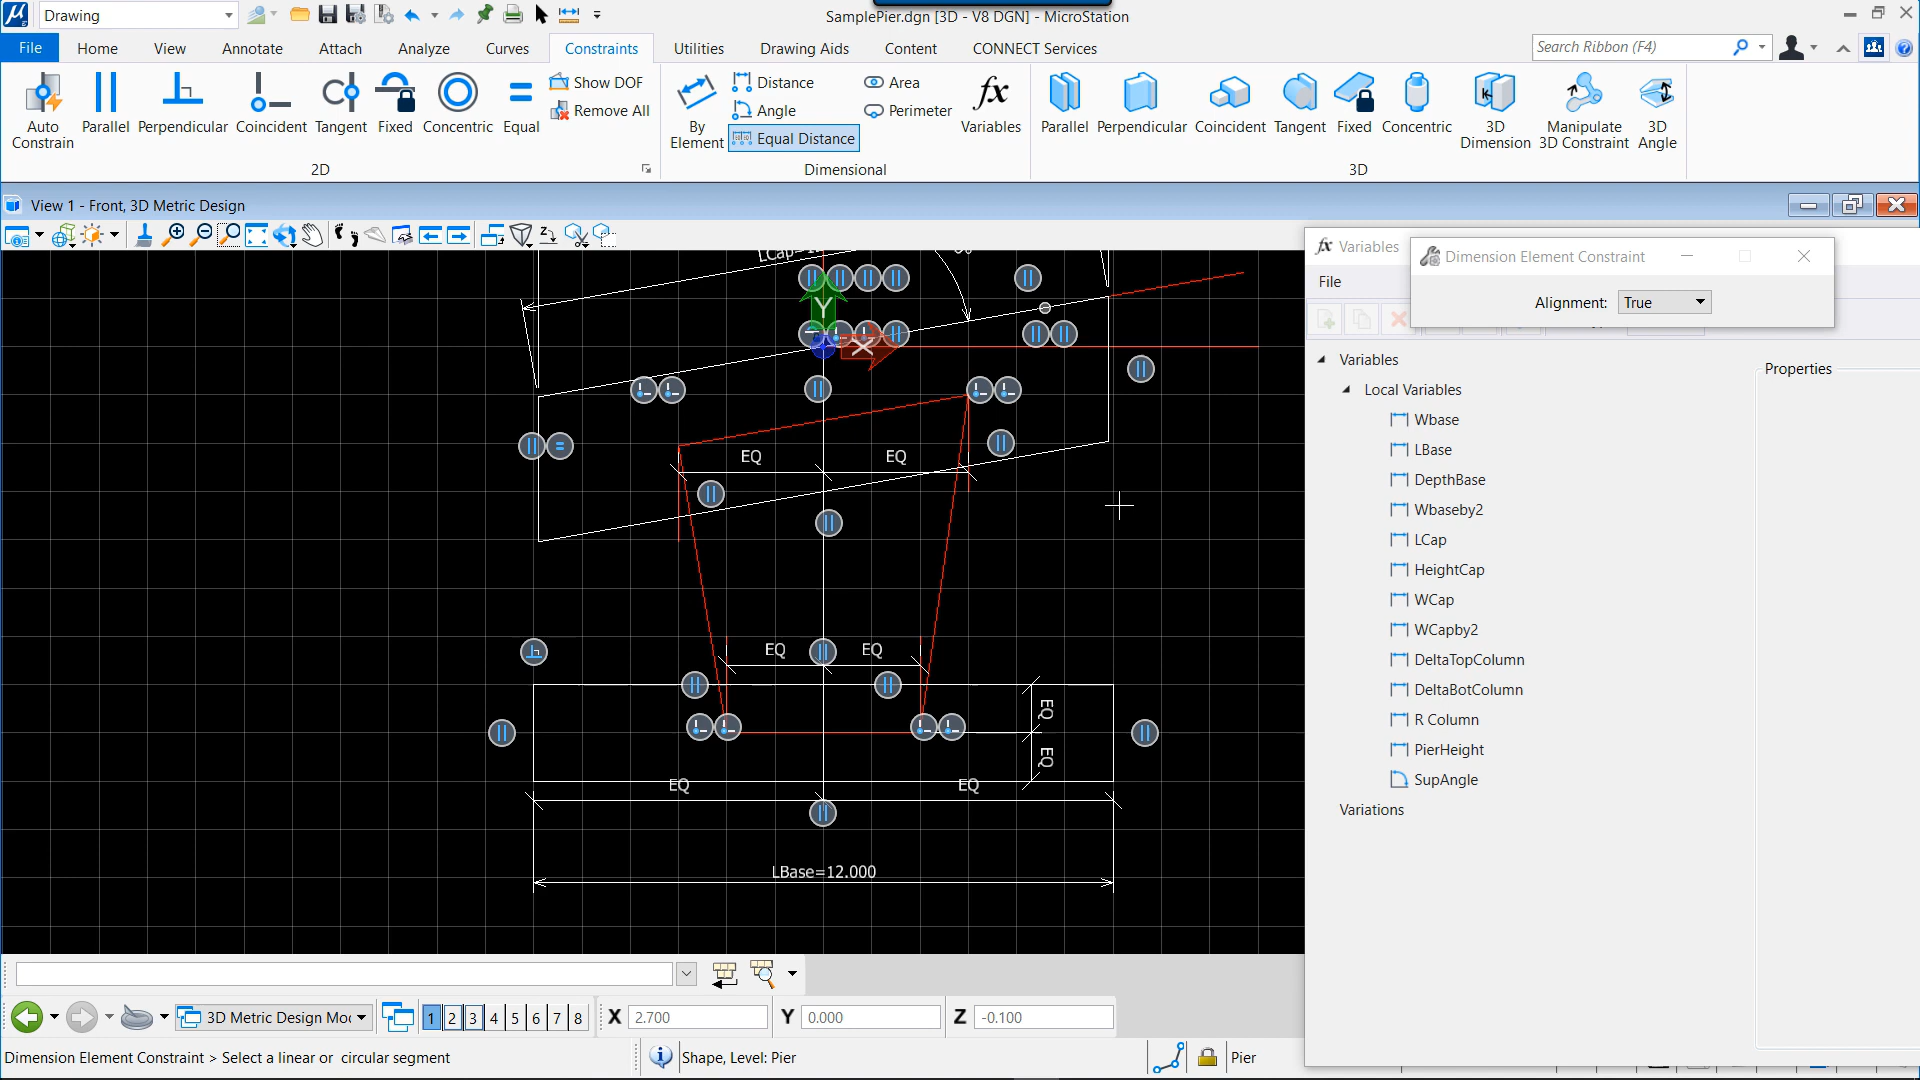 Drawing
SamplePier.dgn [3D - V8 DGN] - MicroStation
File Home View Annotate Attach Analyze Curves Constraints Utilities Drawing Aids Content CONNECT Services
Search Ribbon (F4)
Auto Constrain
Parallel
Perpendicular
Coincident
Tangent
Fixed
Concentric
Equal
Show DOF
Remove All
2D
By Element
Distance
Angle
Equal Distance
Area
Perimeter
Variables
Dimensional
Parallel
Perpendicular
Coincident
Tangent
Fixed
Concentric
3D Dimension
Manipulate 3D Constraint
3D Angle
3D
View 1 - Front, 3D Metric Design
Y
X
EQ EQ
EQ EQ
EQ
EQ
EQ EQ
LBase=12.000
fx Variables
File
Dimension Element Constraint
Alignment: True
Variables
Local Variables
Wbase
LBase
DepthBase
Wbaseby2
LCap
HeightCap
WCap
WCapby2
DeltaTopColumn
DeltaBotColumn
R Column
PierHeight
SupAngle
Variations
Properties
3D Metric Design Moc
1 2 3 4 5 6 7 8
X 2.700
Y 0.000
Z -0.100
Dimension Element Constraint > Select a linear or circular segment
Shape, Level: Pier
Pier